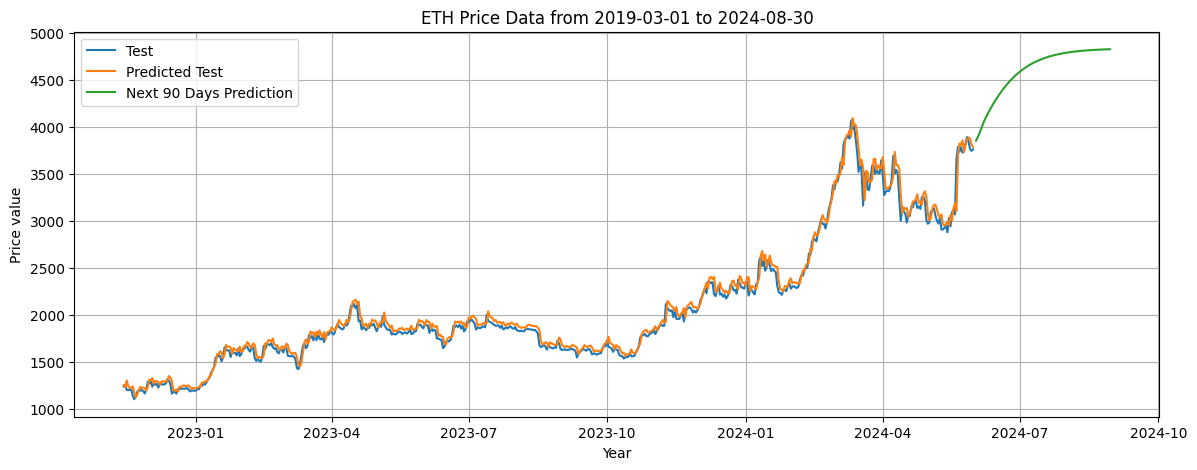 ETH Price Data from 2019-03-01 to 2024-08-30
Test
Predicted Test
Next 90 Days Prediction
Price value
5000
4500
4000
3500
3000
2500
2000
1500
1000
2023-01 2023-04 2023-07 2023-10 2024-01 2024-04 2024-07 2024-10
Year